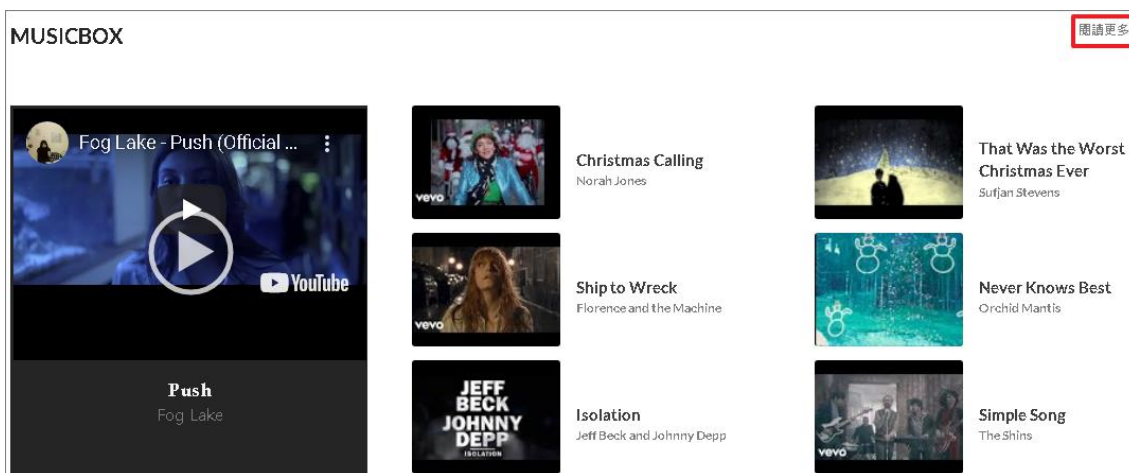 MUSICBOX
閱讀更多
Fog Lake - Push (Official ...
YouTube
Push
Fog Lake
vevo
Christmas Calling
Norah Jones
That Was the Worst
Christmas Ever
Sufjan Stevens
vevo
Ship to Wreck
Florence and the Machine
Never Knows Best
Orchid Mantis
JEFF
BECK
JOHNNY
DEPP
ISOLATION
Isolation
Jeff Beck and Johnny Depp
vevo
Simple Song
The Shins